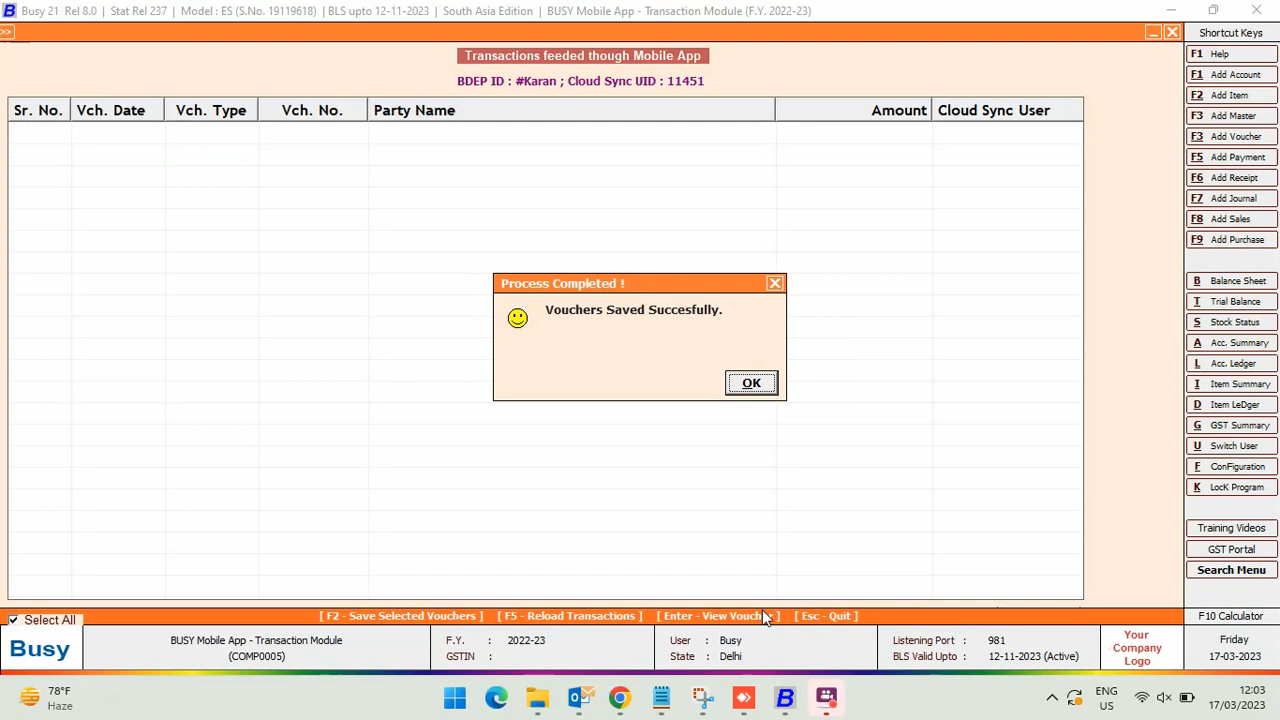 Busy 21 Rel 8.0 | Stat Rel 237 | Model : ES (S.No. 19119618) | BLS upto 12-11-2023 | South Asia Edition | BUSY Mobile App - Transaction Module (F.Y. 2022-23)
>>
Transactions feeded though Mobile App
BDEP ID : #Karan ; Cloud Sync UID : 11451
Sr. No. Vch. Date Vch. Type Vch. No. Party Name Amount Cloud Sync User
Process Completed !
Vouchers Saved Succesfully.
OK
Shortcut Keys
F1 Help
F1 Add Account
F2 Add Item
F3 Add Master
F3 Add Voucher
F5 Add Payment
F6 Add Receipt
F7 Add Journal
F8 Add Sales
F9 Add Purchase
B Balance Sheet
T Trial Balance
S Stock Status
A Acc. Summary
L Acc. Ledger
I Item Summary
D Item LeDger
G GST Summary
U Switch User
F ConFiguration
K LocK Program
Training Videos
GST Portal
Search Menu
F10 Calculator
Select All [ F2 - Save Selected Vouchers ] [ F5 - Reload Transactions ] [ Enter - View Voucher ] [ Esc - Quit ]
Busy
BUSY Mobile App - Transaction Module
(COMP0005)
F.Y. : 2022-23
GSTIN :
User : Busy
State : Delhi
Listening Port : 981
BLS Valid Upto : 12-11-2023 (Active)
Your
Company
Logo
Friday
17-03-2023
78°F
Haze
ENG
US
12:03
17/03/2023